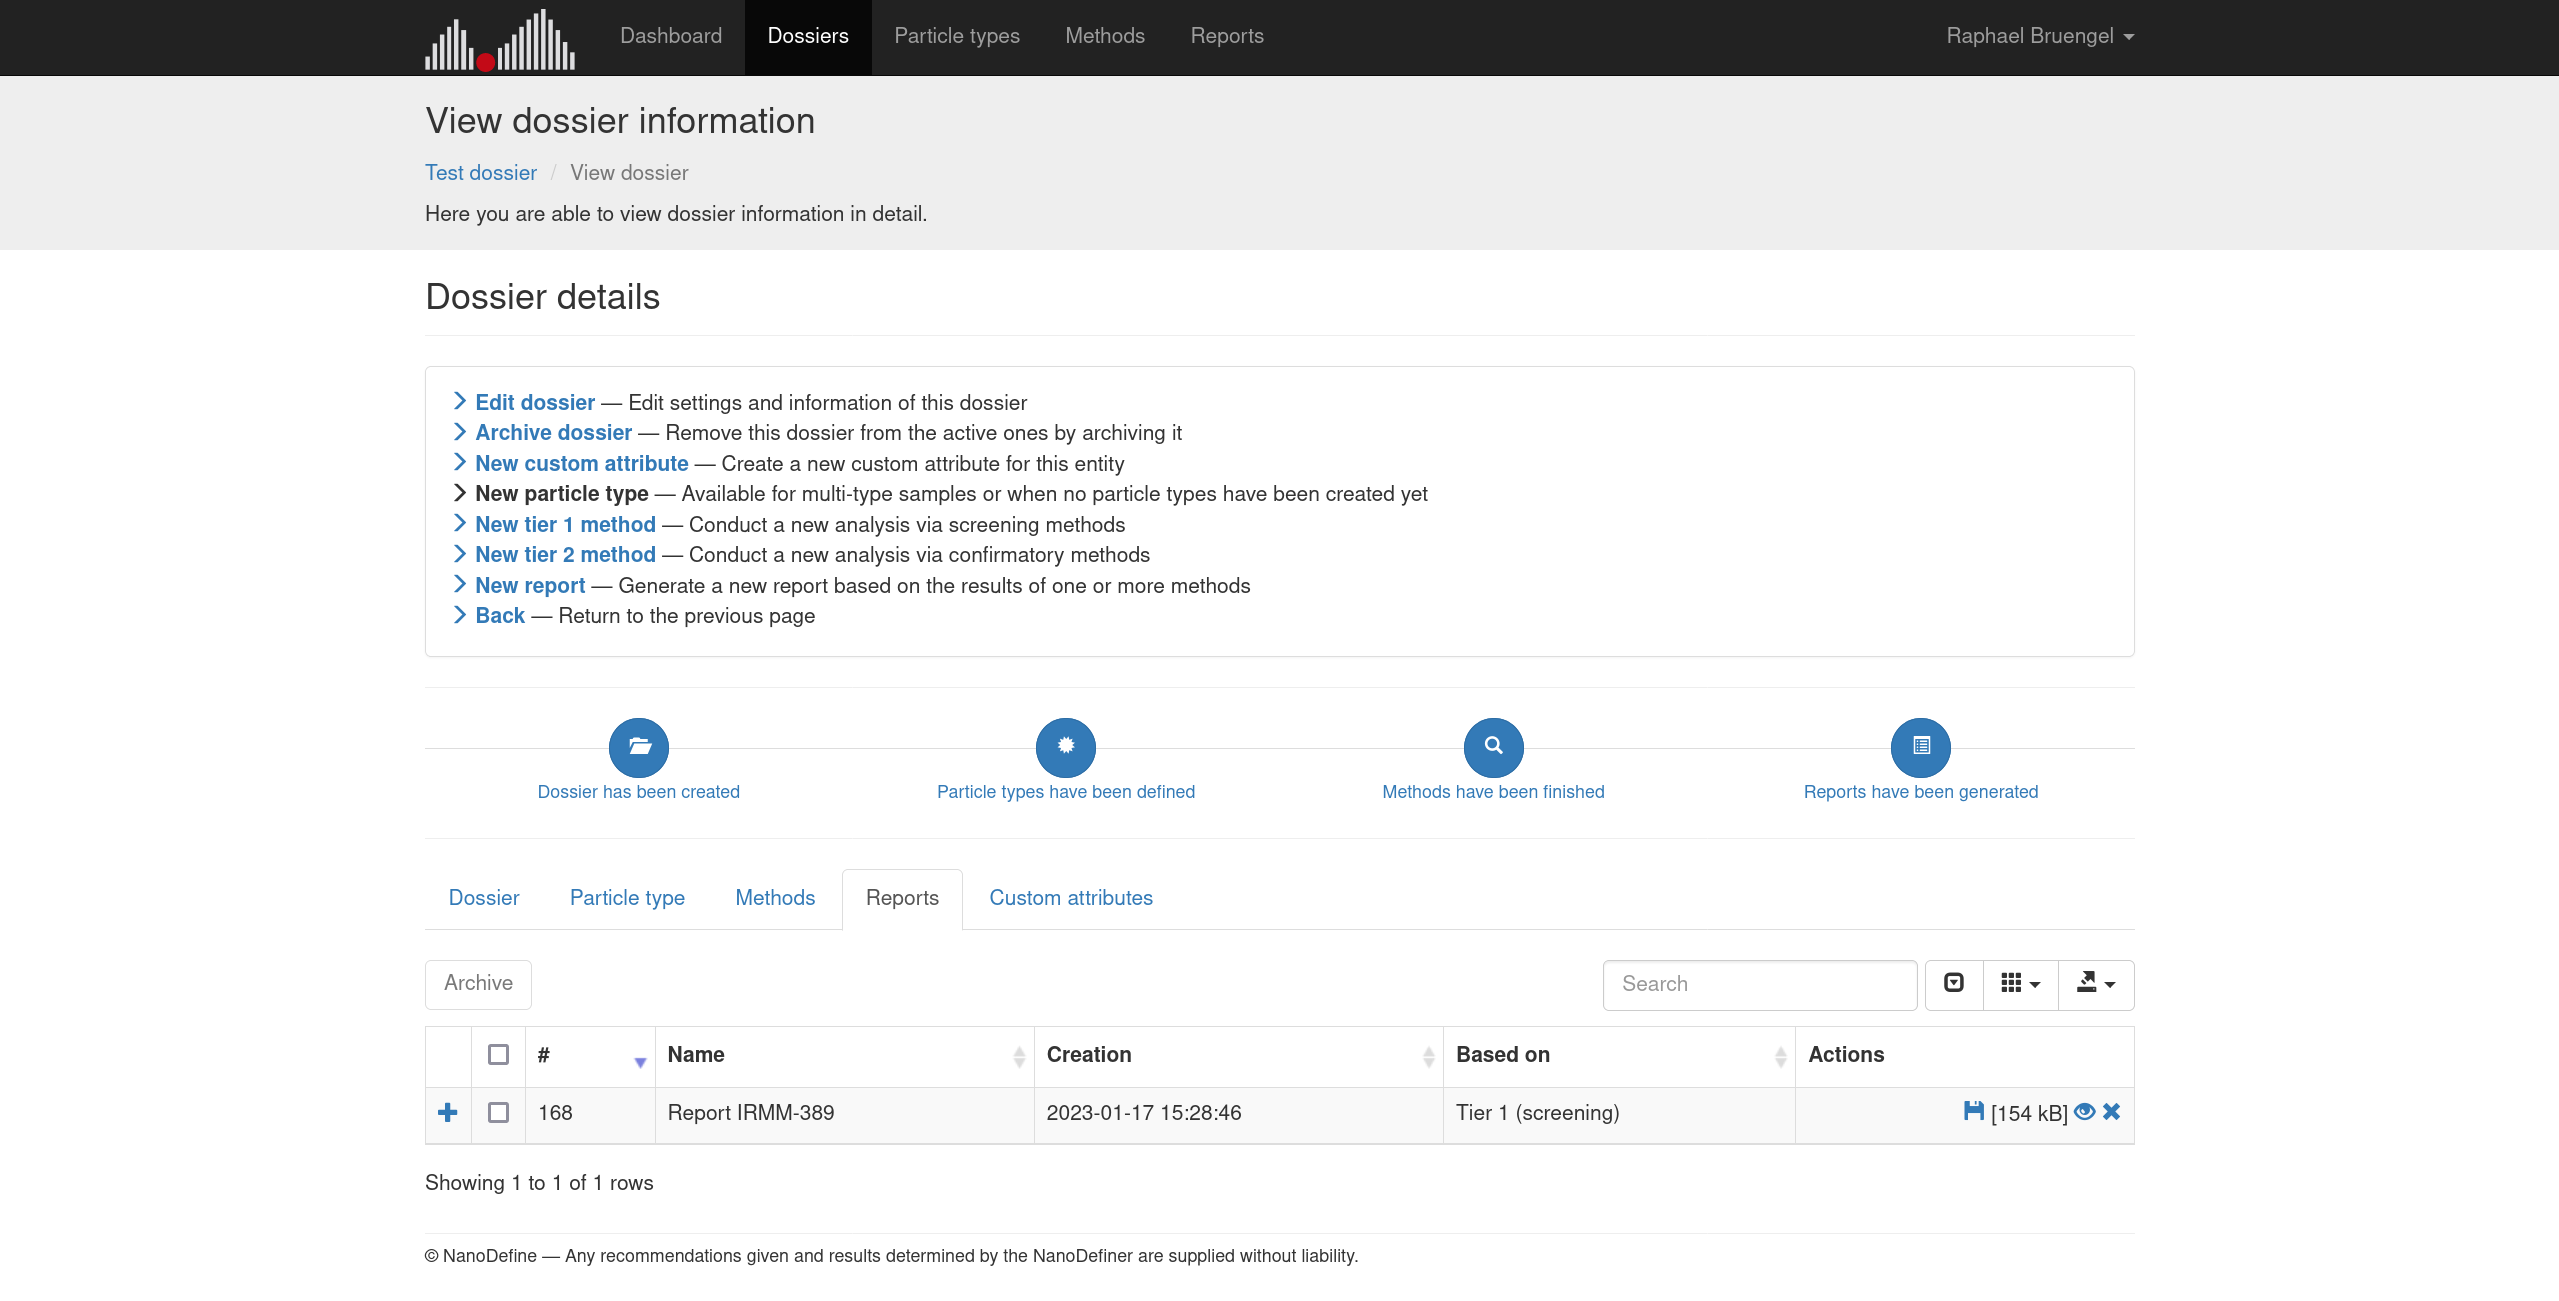 Dashboard Dossiers Particle types Methods Reports Raphael Bruengel
View dossier information
Test dossier / View dossier
Here you are able to view dossier information in detail.
Dossier details
Edit dossier — Edit settings and information of this dossier
Archive dossier — Remove this dossier from the active ones by archiving it
New custom attribute — Create a new custom attribute for this entity
New particle type — Available for multi-type samples or when no particle types have been created yet
New tier 1 method — Conduct a new analysis via screening methods
New tier 2 method — Conduct a new analysis via confirmatory methods
New report — Generate a new report based on the results of one or more methods
Back — Return to the previous page
Dossier has been created Particle types have been defined Methods have been finished Reports have been generated
Dossier Particle type Methods Reports Custom attributes
Archive Search
# Name Creation Based on Actions
168 Report IRMM-389 2023-01-17 15:28:46 Tier 1 (screening) [154 kB]
Showing 1 to 1 of 1 rows
© NanoDefine — Any recommendations given and results determined by the NanoDefiner are supplied without liability.